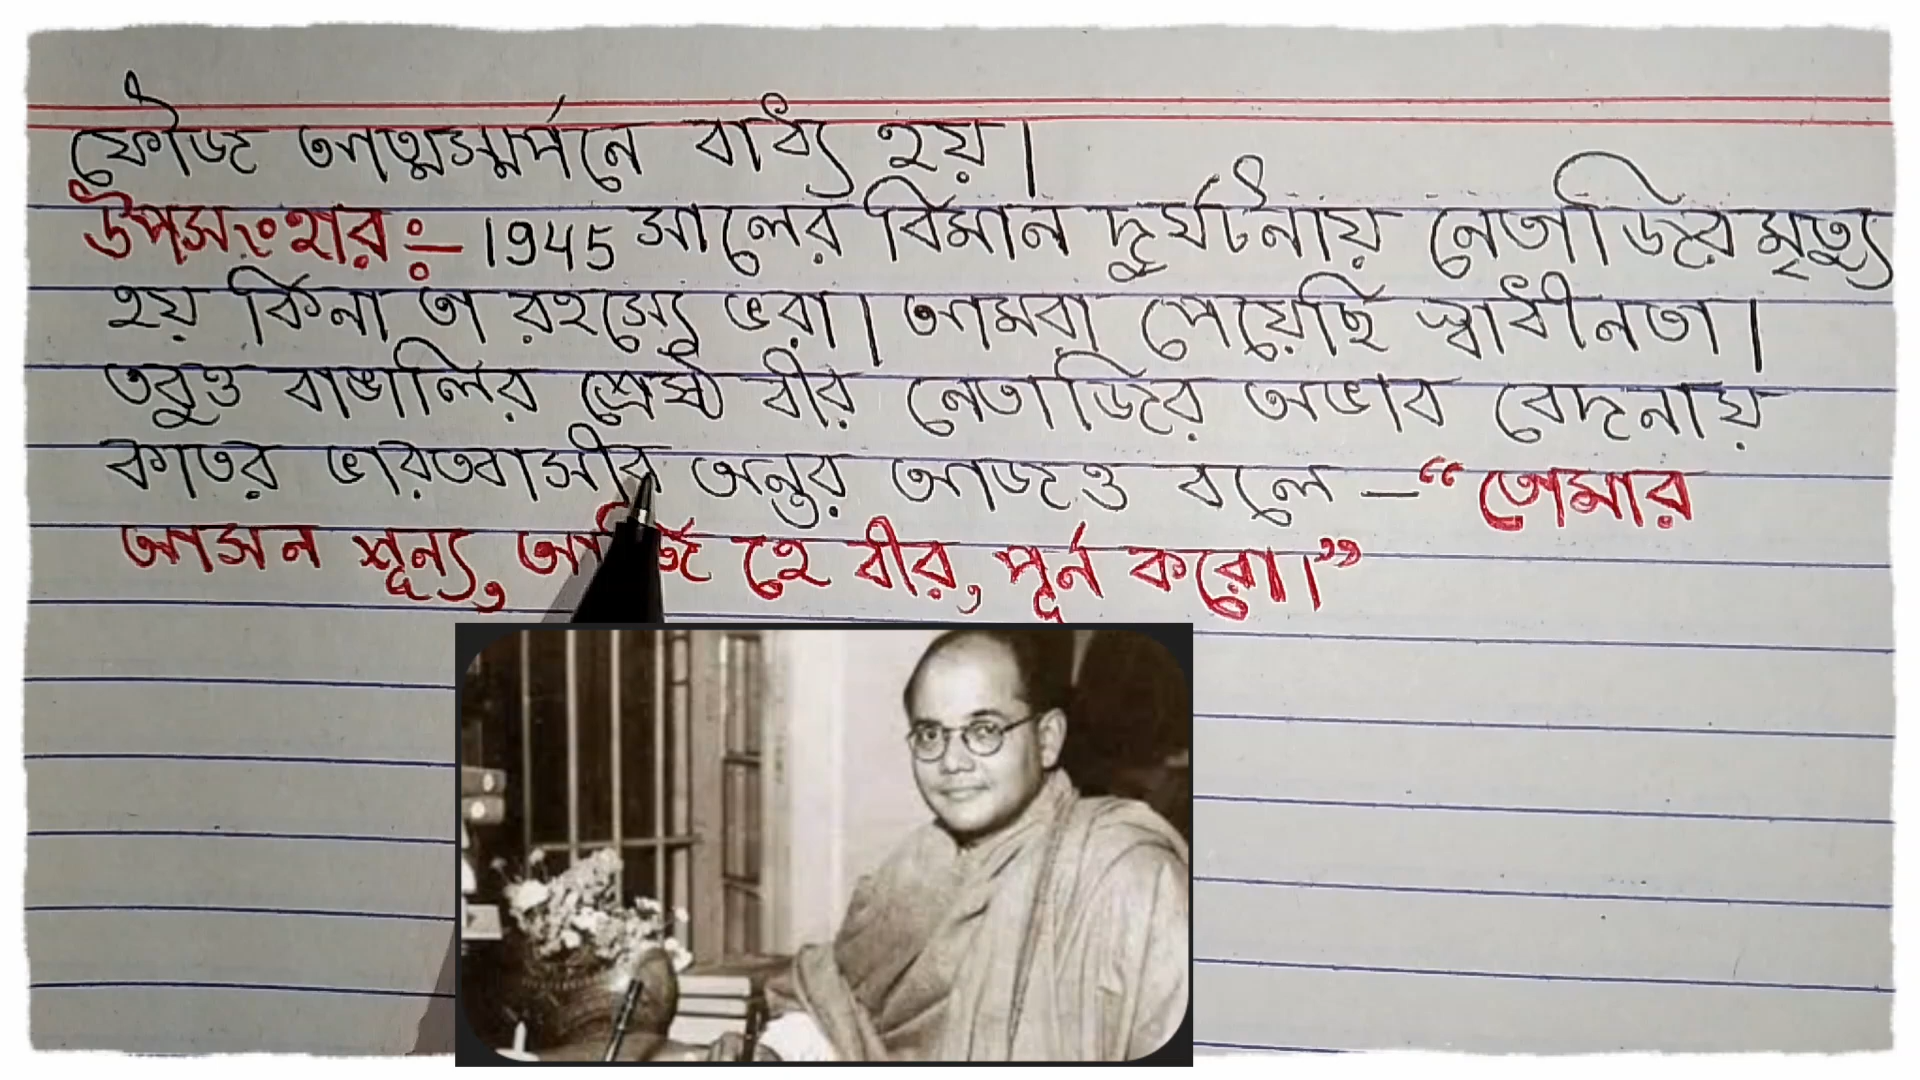 ফৌজ আত্মসমর্পনে বাধ্য হয়।
উপসংহার ঃ— 1945 সালের বিমান দুর্ঘটনায় নেতাজির মৃত্যু
হয় কিনা তা রহস্যে ভরা। আমরা পেয়েছি স্বাধীনতা।
তবুও বাঙালির শ্রেষ্ঠ বীর নেতাজির অভাব বেদনায়
কাতর ভারতবাসীর অন্তর আজও বলে – “তোমার
আসন শূন্য, আজি হে বীর, পূর্ন করো।”